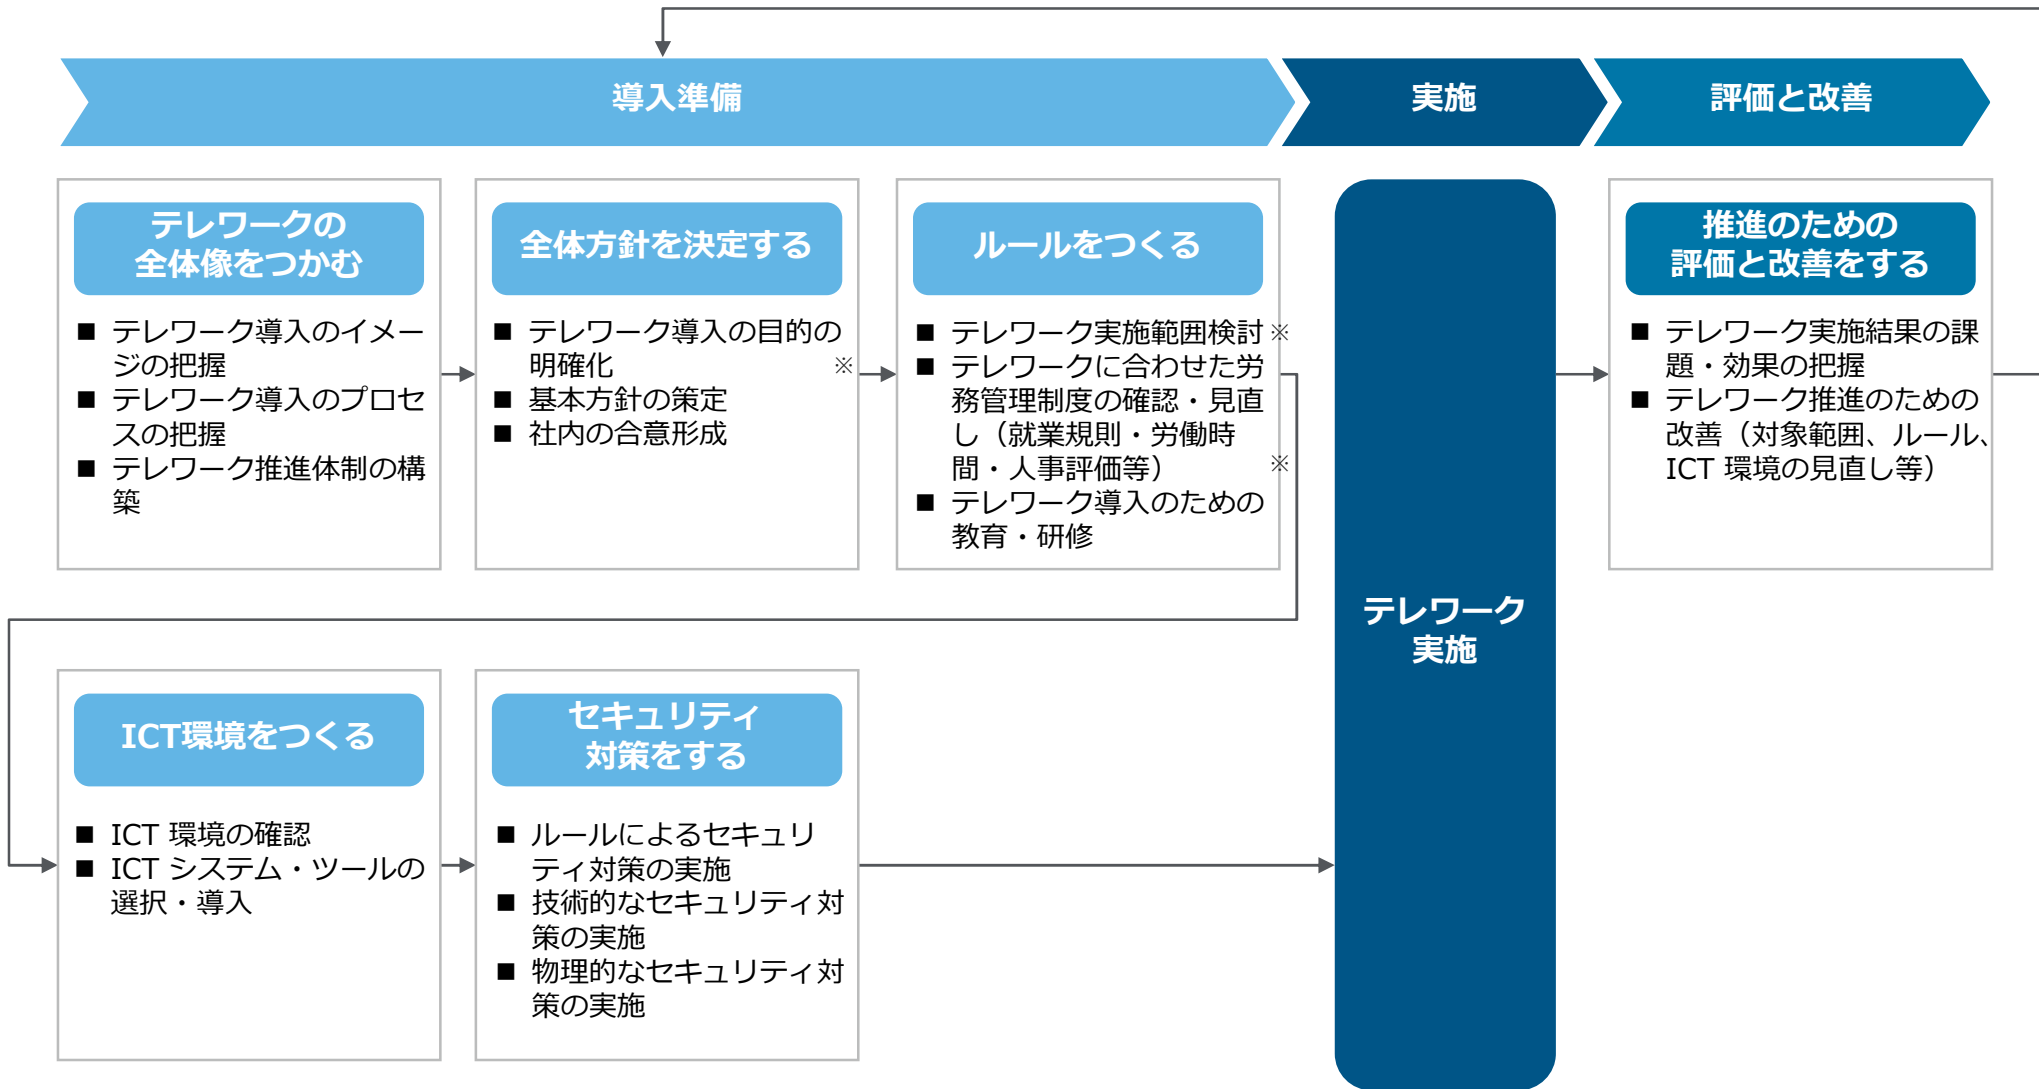 導入準備
実施
評価と改善
テレワークの
全体像をつかむ
■ テレワーク導入のイメー
ジの把握
■ テレワーク導入のプロセ
スの把握
■ テレワーク推進体制の構
築
全体方針を決定する
■ テレワーク導入の目的の
明確化 ※
■ 基本方針の策定
■ 社内の合意形成
ルールをつくる
■ テレワーク実施範囲検討※
■ テレワークに合わせた労
務管理制度の確認・見直
し（就業規則・労働時
間・人事評価等） ※
■ テレワーク導入のための
教育・研修
ICT環境をつくる
■ ICT 環境の確認
■ ICT システム・ツールの
選択・導入
セキュリティ
対策をする
■ ルールによるセキュリ
ティ対策の実施
■ 技術的なセキュリティ対
策の実施
■ 物理的なセキュリティ対
策の実施
テレワーク
実施
推進のための
評価と改善をする
■ テレワーク実施結果の課
題・効果の把握
■ テレワーク推進のための
改善（対象範囲、ルール、
ICT 環境の見直し等）